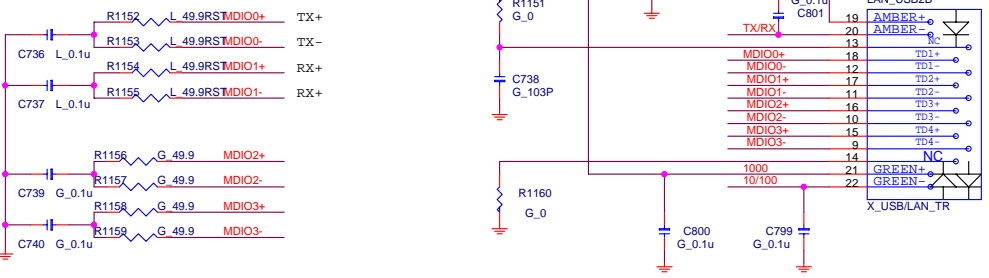 R1152 L_49.9RST MDIO0+ TX+
R1153 L_49.9RST MDIO0- TX-
C736 L_0.1u
R1154 L_49.9RST MDIO1+ RX+
R1155 L_49.9RST MDIO1- RX+
C737 L_0.1u
R1156 G_49.9 MDIO2+
R1157 G_49.9 MDIO2-
C739 G_0.1u
R1158 G_49.9 MDIO3+
R1159 G_49.9 MDIO3-
C740 G_0.1u
R1151
G_0
C738
G_103P
R1160
G_0
G_0.1u
C801
LAN_USB2B
TX/RX
19 AMBER+
20 AMBER-
13 NC
MDIO0+ 18 TD1+
MDIO0- 12 TD1-
MDIO1+ 17 TD2+
MDIO1- 11 TD2-
MDIO2+ 16 TD3+
MDIO2- 10 TD3-
MDIO3+ 15 TD4+
MDIO3- 9 TD4-
14 NC
1000 21 GREEN+
10/100 22 GREEN-
X_USB/LAN_TR
C800
G_0.1u
C799
G_0.1u